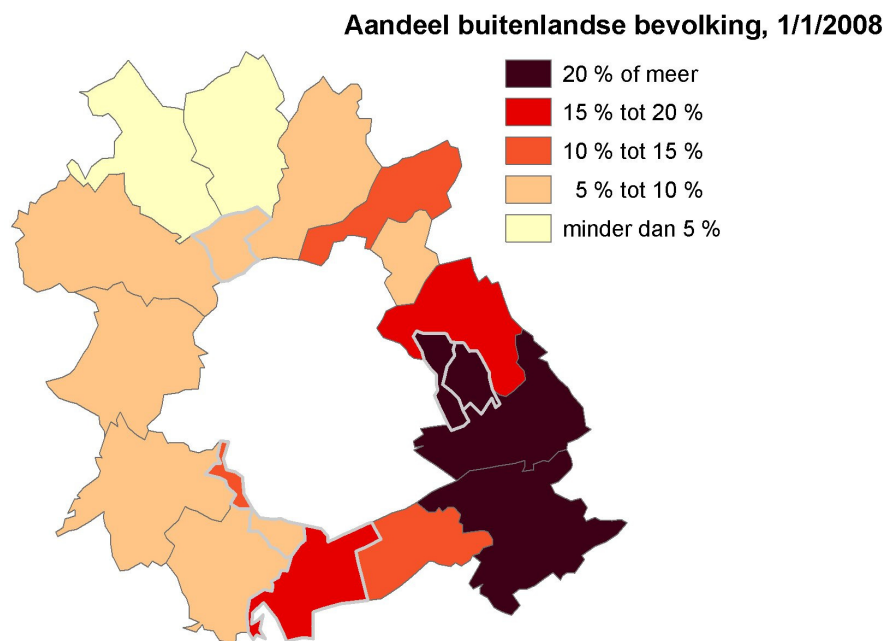 Aandeel buitenlandse bevolking, 1/1/2008
20 % of meer
15 % tot 20 %
10 % tot 15 %
5 % tot 10 %
minder dan 5 %